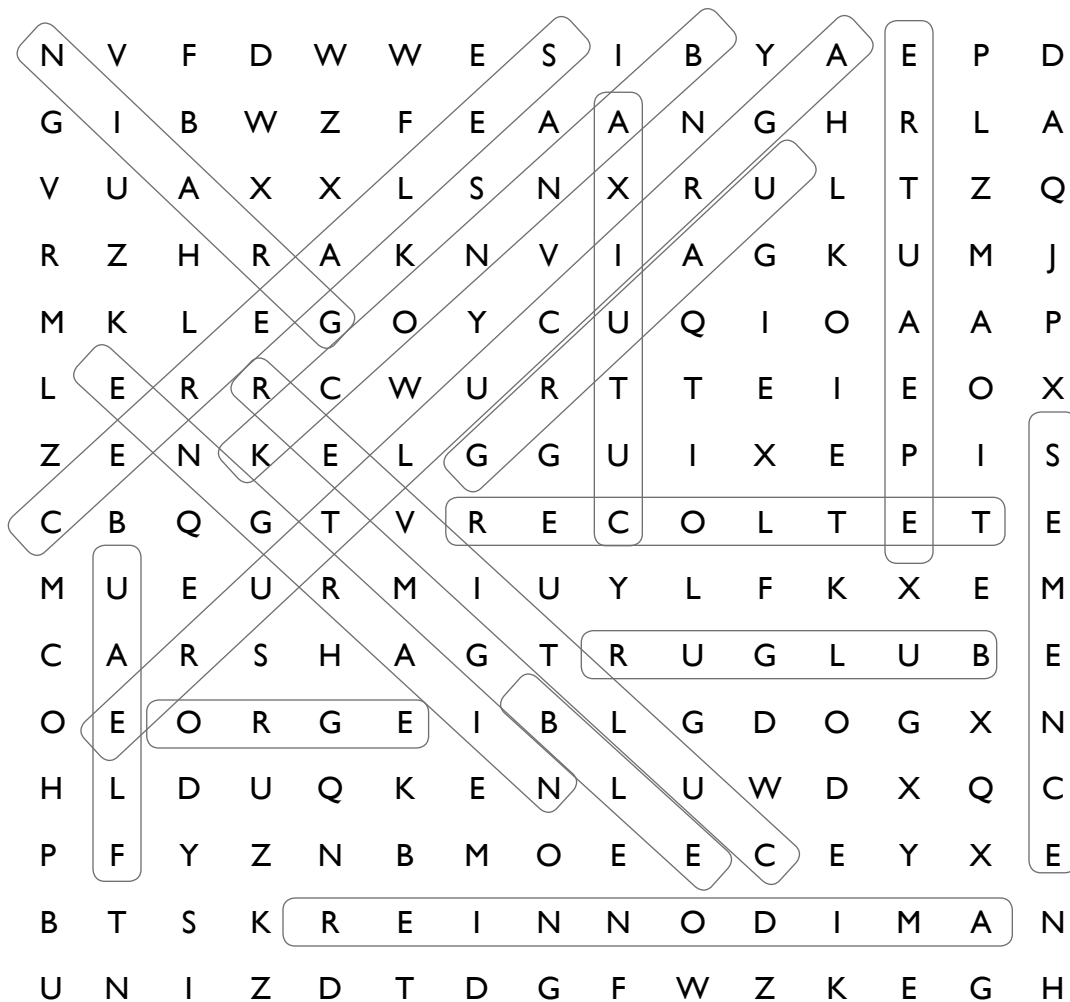 N V F D W W E S I B Y A E P D
G I B W Z F E A A N G H R L A
V U A X X L S N X R U L T Z Q
R Z H R A K N V I A G K U M J
M K L E G O Y C U Q I O A A P
L E R R C W U R T T E I E O X
Z E N K E L G G U I X E P I S
C B Q G T V R E C O L T E T E
M U E U R M I U Y L F K X E M
C A R S H A G T R U G L U B E
O E O R G E I B L G D O G X N
H L D U Q K E N L U W D X Q C
P F Y Z N B M O E E C E Y X E
B T S K R E I N N O D I M A N
U N I Z D T D G F W Z K E G H